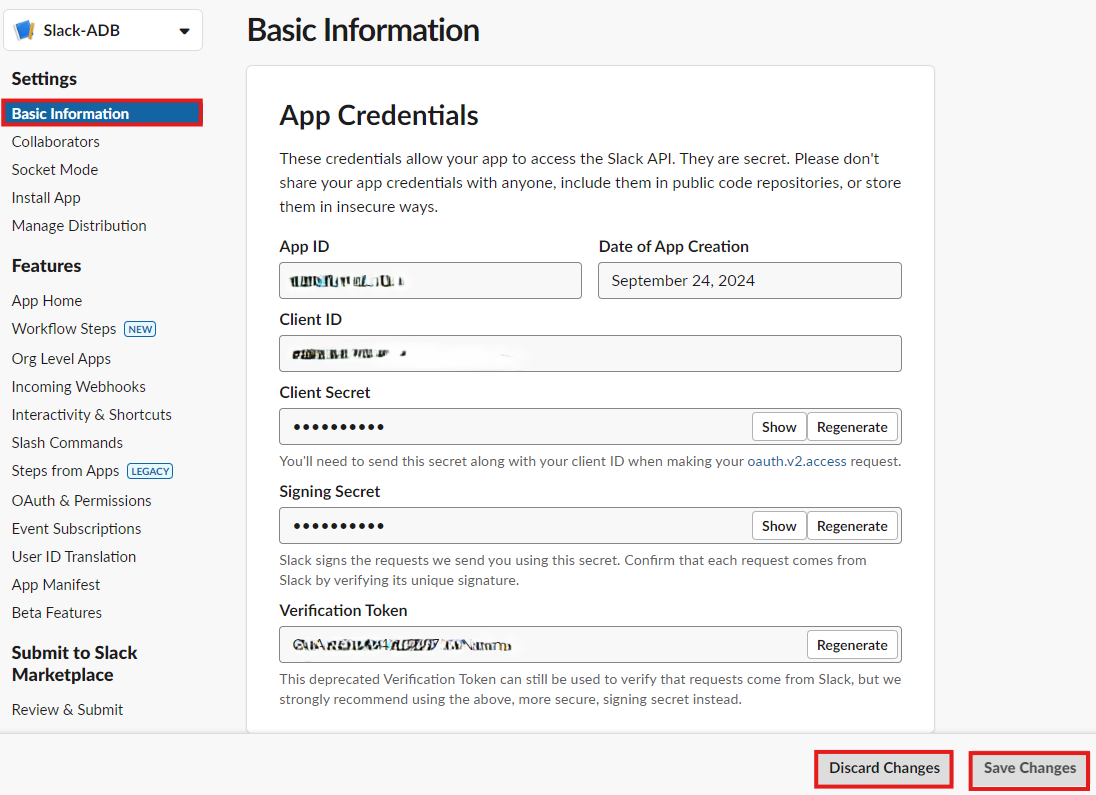 Slack-ADB
Settings
Basic Information
Collaborators
Socket Mode
Install App
Manage Distribution
Features
App Home
Workflow Steps NEW
Org Level Apps
Incoming Webhooks
Interactivity & Shortcuts
Slash Commands
Steps from Apps LEGACY
OAuth & Permissions
Event Subscriptions
User ID Translation
App Manifest
Beta Features
Submit to Slack
Marketplace
Review & Submit
Basic Information
App Credentials
These credentials allow your app to access the Slack API. They are secret. Please don't
share your app credentials with anyone, include them in public code repositories, or store
them in insecure ways.
App ID
Date of App Creation
September 24, 2024
Client ID
Client Secret
••••••••••
Show Regenerate
You'll need to send this secret along with your client ID when making your oauth.v2.access request.
Signing Secret
••••••••••
Show Regenerate
Slack signs the requests we send you using this secret. Confirm that each request comes from
Slack by verifying its unique signature.
Verification Token
Regenerate
This deprecated Verification Token can still be used to verify that requests come from Slack, but we
strongly recommend using the above, more secure, signing secret instead.
Discard Changes
Save Changes